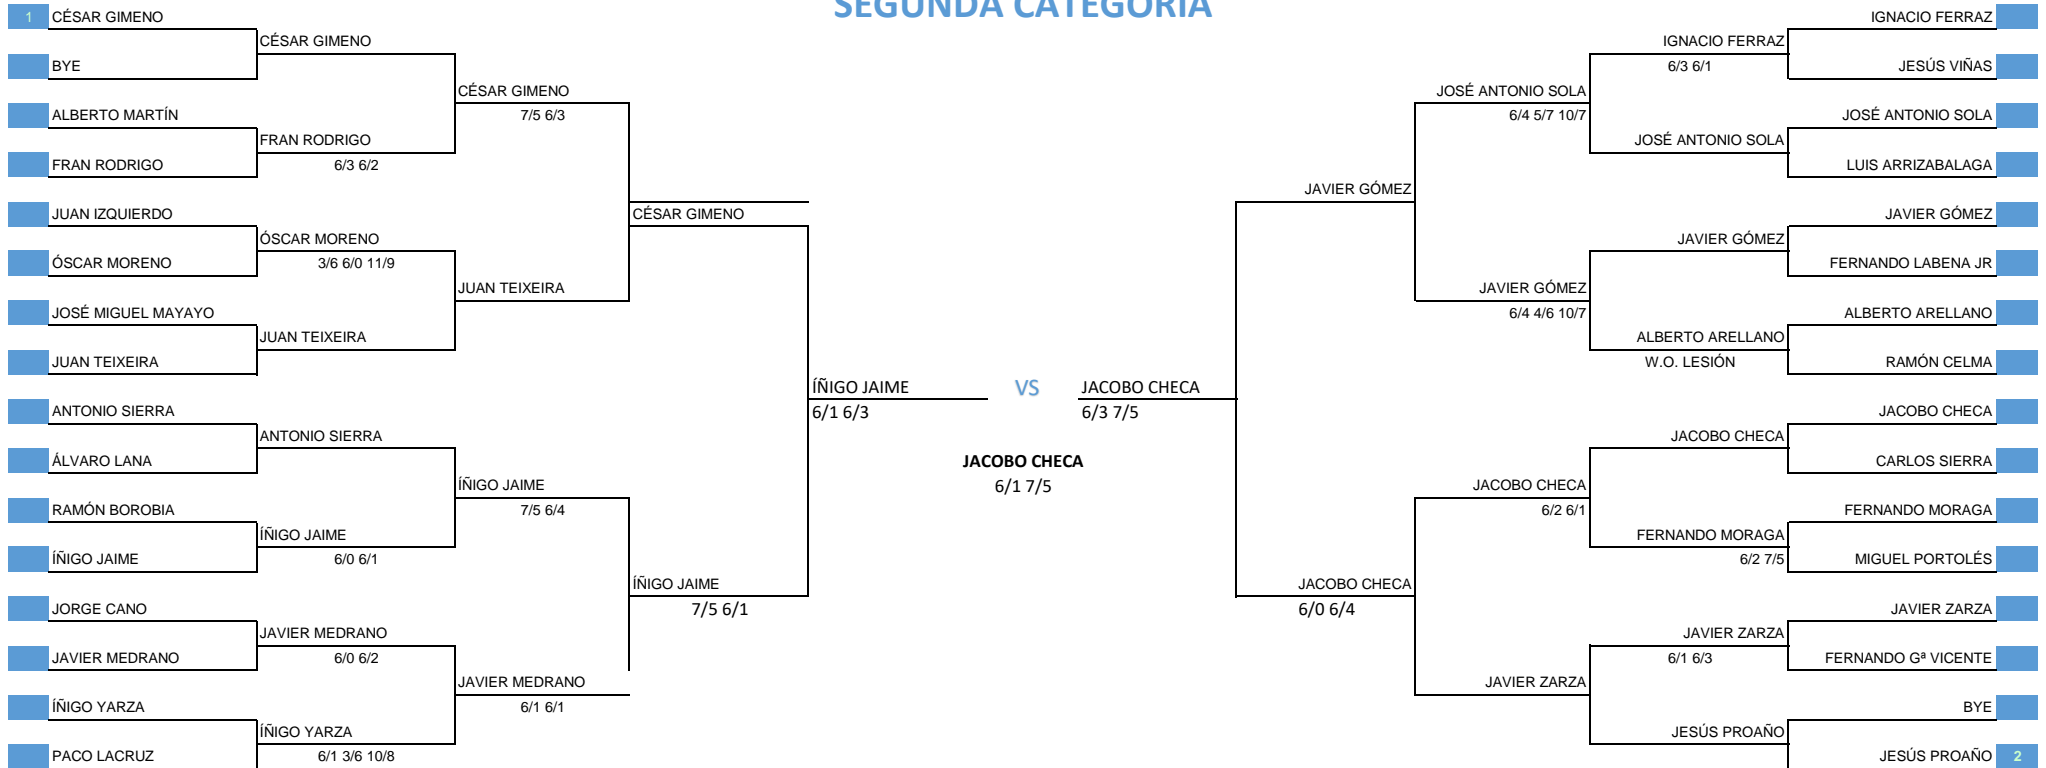 SEGUNDA CATEGORÍA
1 CÉSAR GIMENO
BYE
ALBERTO MARTÍN
FRAN RODRIGO
JUAN IZQUIERDO
ÓSCAR MORENO
JOSÉ MIGUEL MAYAYO
JUAN TEIXEIRA
ANTONIO SIERRA
ÁLVARO LANA
RAMÓN BOROBIA
ÍÑIGO JAIME
JORGE CANO
JAVIER MEDRANO
ÍÑIGO YARZA
PACO LACRUZ
CÉSAR GIMENO
FRAN RODRIGO
6/3 6/2
ÓSCAR MORENO
3/6 6/0 11/9
JUAN TEIXEIRA
ANTONIO SIERRA
ÍÑIGO JAIME
6/0 6/1
JAVIER MEDRANO
6/0 6/2
ÍÑIGO YARZA
6/1 3/6 10/8
CÉSAR GIMENO
7/5 6/3
JUAN TEIXEIRA
ÍÑIGO JAIME
7/5 6/4
JAVIER MEDRANO
6/1 6/1
CÉSAR GIMENO
ÍÑIGO JAIME
7/5 6/1
ÍÑIGO JAIME
6/1 6/3
VS
JACOBO CHECA
6/1 7/5
JACOBO CHECA
6/3 7/5
JAVIER GÓMEZ
JACOBO CHECA
6/0 6/4
JOSÉ ANTONIO SOLA
6/4 5/7 10/7
JAVIER GÓMEZ
6/4 4/6 10/7
JACOBO CHECA
6/2 6/1
JAVIER ZARZA
IGNACIO FERRAZ
6/3 6/1
JOSÉ ANTONIO SOLA
JAVIER GÓMEZ
ALBERTO ARELLANO
W.O. LESIÓN
JACOBO CHECA
FERNANDO MORAGA
6/2 7/5
JAVIER ZARZA
6/1 6/3
JESÚS PROAÑO
IGNACIO FERRAZ
JESÚS VIÑAS
JOSÉ ANTONIO SOLA
LUIS ARRIZABALAGA
JAVIER GÓMEZ
FERNANDO LABENA JR
ALBERTO ARELLANO
RAMÓN CELMA
JACOBO CHECA
CARLOS SIERRA
FERNANDO MORAGA
MIGUEL PORTOLÉS
JAVIER ZARZA
FERNANDO Gª VICENTE
BYE
JESÚS PROAÑO 2